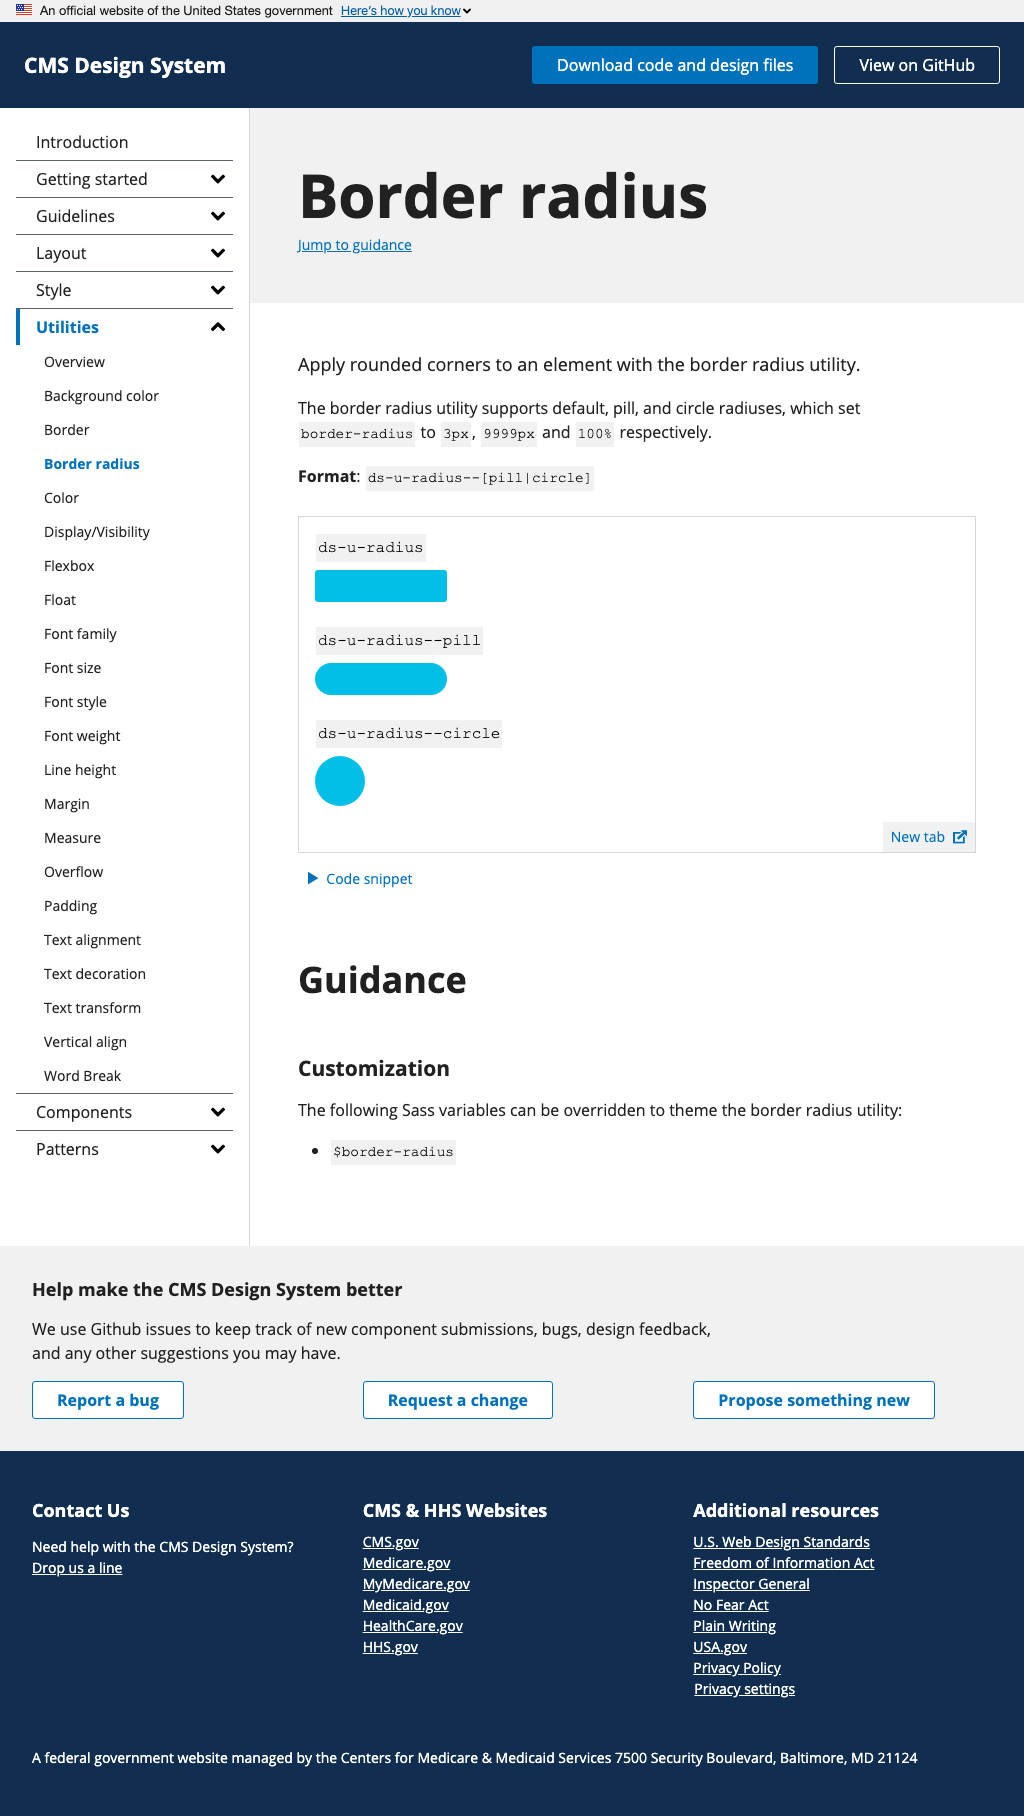 An official website of the United States government Here's how you know
CMS Design System
Download code and design files
View on GitHub
Introduction
Getting started
Guidelines
Layout
Style
Utilities
Overview
Background color
Border
Border radius
Color
Display/Visibility
Flexbox
Float
Font family
Font size
Font style
Font weight
Line height
Margin
Measure
Overflow
Padding
Text alignment
Text decoration
Text transform
Vertical align
Word Break
Components
Patterns
Border radius
Jump to guidance
Apply rounded corners to an element with the border radius utility.
The border radius utility supports default, pill, and circle radiuses, which set
border-radius to 3px, 9999px and 100% respectively.
Format: ds-u-radius--[pill|circle]
ds-u-radius
ds-u-radius--pill
ds-u-radius--circle
New tab
Code snippet
Guidance
Customization
The following Sass variables can be overridden to theme the border radius utility:
• $border-radius
Help make the CMS Design System better
We use Github issues to keep track of new component submissions, bugs, design feedback,
and any other suggestions you may have.
Report a bug
Request a change
Propose something new
Contact Us
Need help with the CMS Design System?
Drop us a line
CMS & HHS Websites
CMS.gov
Medicare.gov
MyMedicare.gov
Medicaid.gov
HealthCare.gov
HHS.gov
Additional resources
U.S. Web Design Standards
Freedom of Information Act
Inspector General
No Fear Act
Plain Writing
USA.gov
Privacy Policy
Privacy settings
A federal government website managed by the Centers for Medicare & Medicaid Services 7500 Security Boulevard, Baltimore, MD 21124